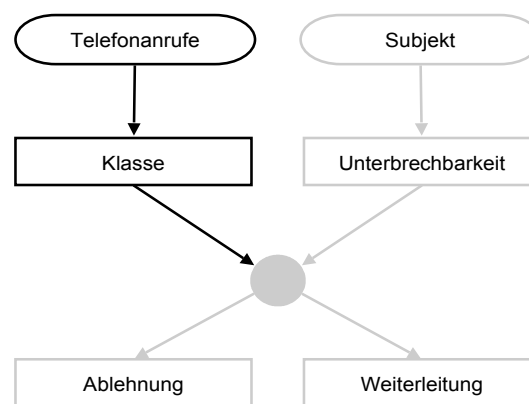 Telefonanrufe
Subjekt
Klasse
Unterbrechbarkeit
Ablehnung
Weiterleitung